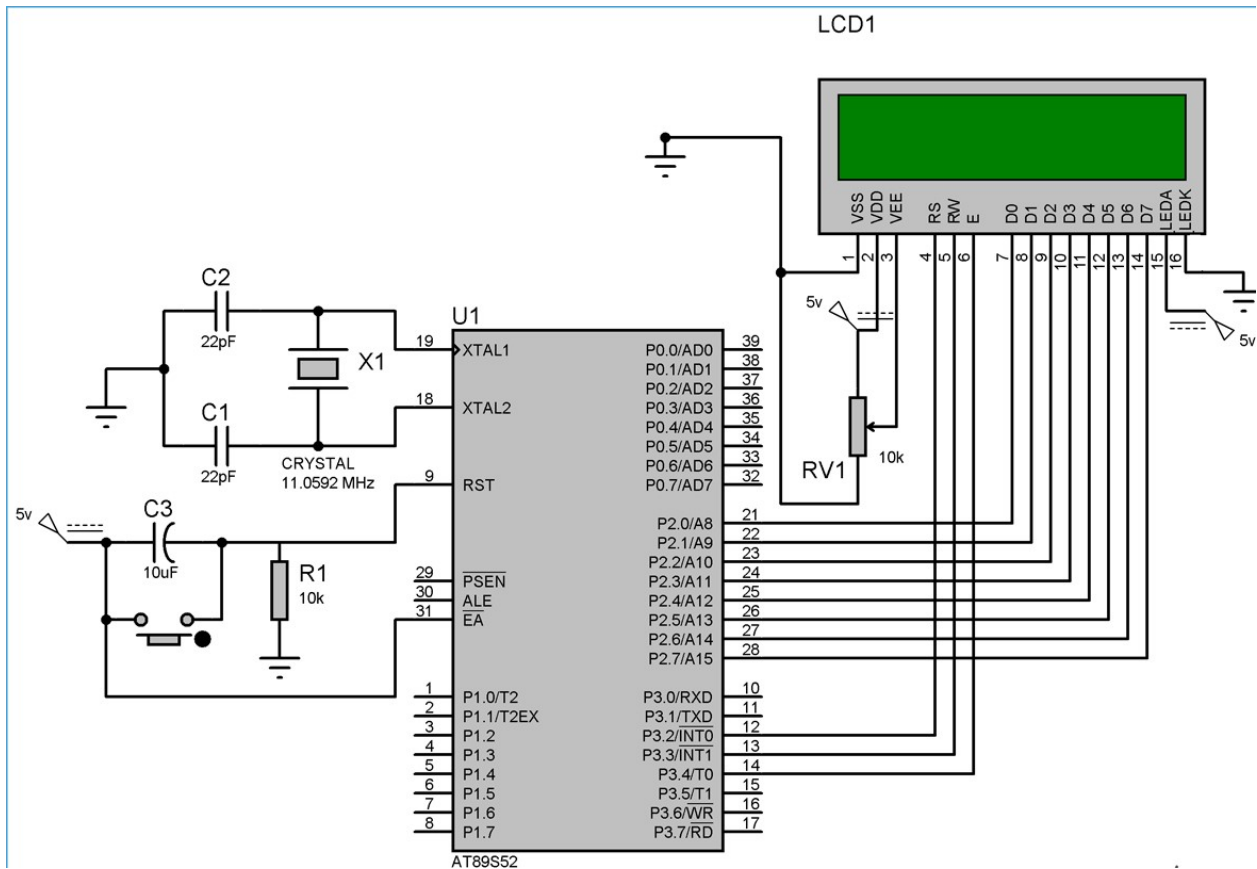 LCD1
VSS
VDD
VEE
RS
RW
E
D0
D1
D2
D3
D4
D5
D6
D7
LEDA
LEDK
1
2
3
4
5
6
7
8
9
10
11
12
13
14
15
16
5v
5v
RV1
10k
C2
22pF
X1
C1
22pF
CRYSTAL
11.0592 MHz
5v
C3
10uF
R1
10k
U1
19 XTAL1
18 XTAL2
9 RST
29 PSEN
30 ALE
31 EA
1 P1.0/T2
2 P1.1/T2EX
3 P1.2
4 P1.3
5 P1.4
6 P1.5
7 P1.6
8 P1.7
P0.0/AD0 39
P0.1/AD1 38
P0.2/AD2 37
P0.3/AD3 36
P0.4/AD4 35
P0.5/AD5 34
P0.6/AD6 33
P0.7/AD7 32
P2.0/A8 21
P2.1/A9 22
P2.2/A10 23
P2.3/A11 24
P2.4/A12 25
P2.5/A13 26
P2.6/A14 27
P2.7/A15 28
P3.0/RXD 10
P3.1/TXD 11
P3.2/INT0 12
P3.3/INT1 13
P3.4/T0 14
P3.5/T1 15
P3.6/WR 16
P3.7/RD 17
AT89S52